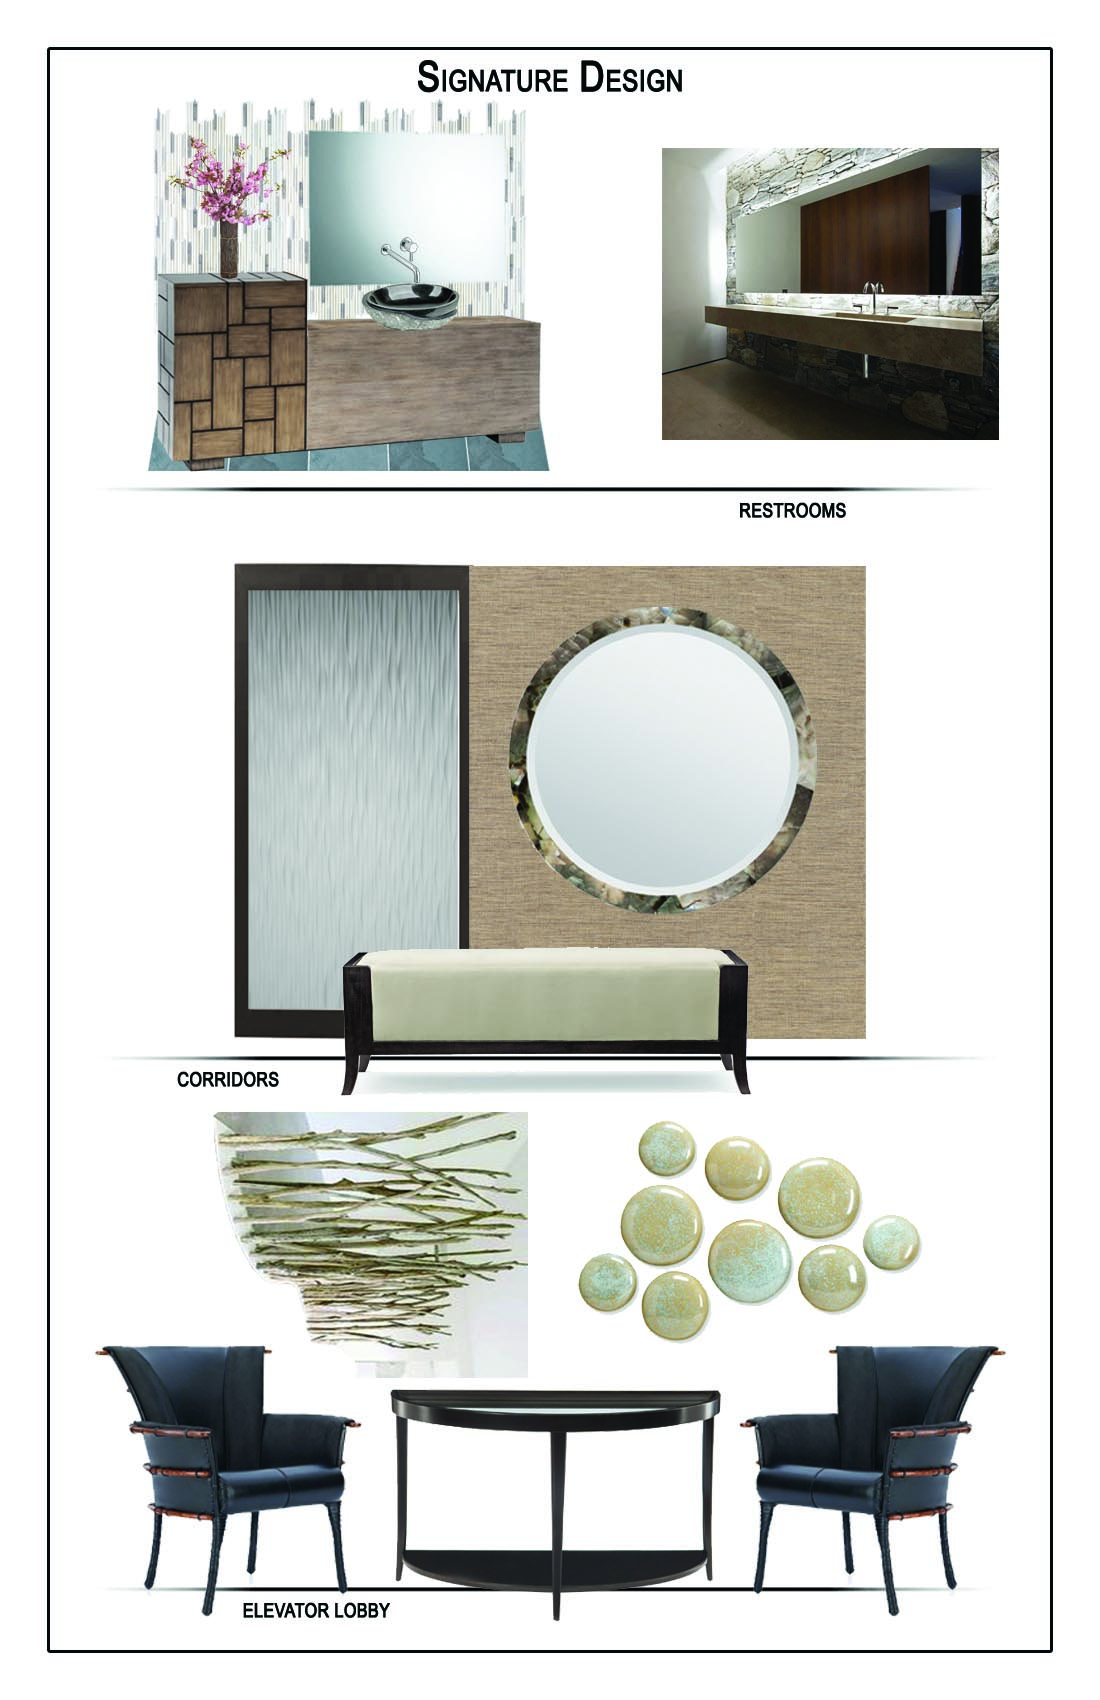 Signature Design
RESTROOMS
CORRIDORS
ELEVATOR LOBBY